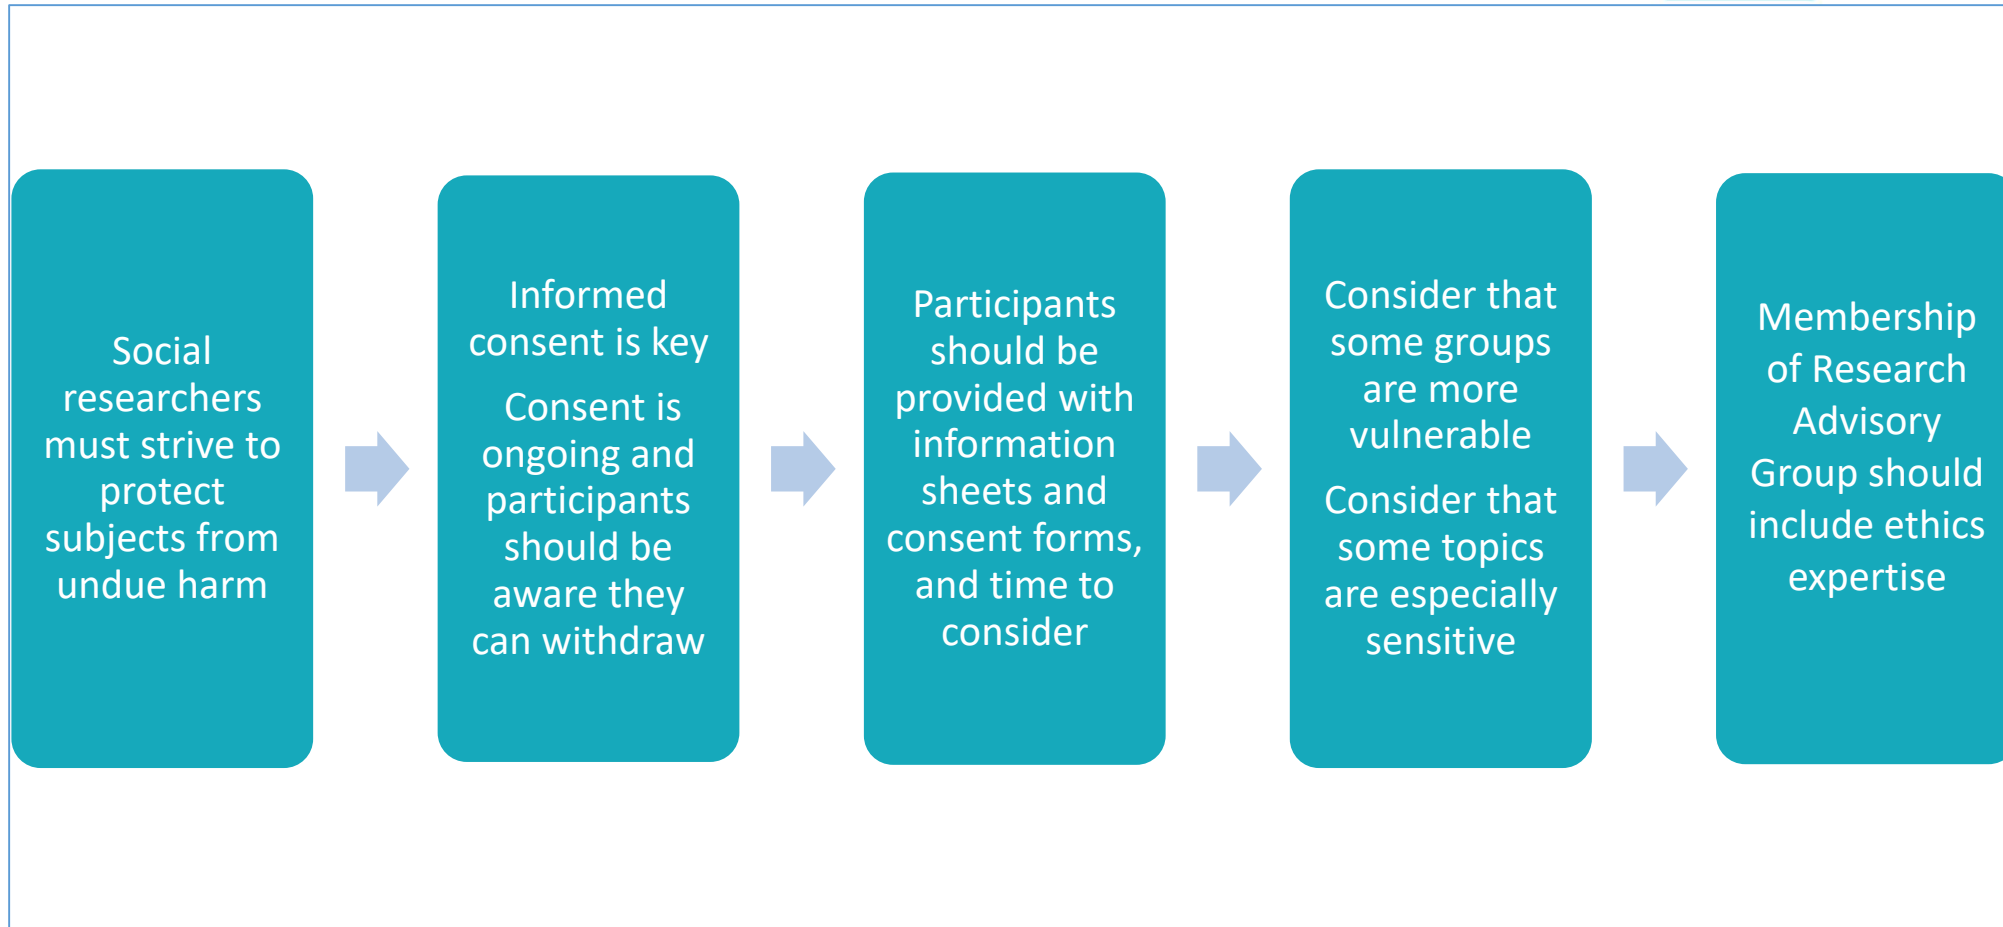 Social
researchers
must strive to
protect
subjects from
undue harm
Informed
consent is key
Consent is
ongoing and
participants
should be
aware they
can withdraw
Participants
should be
provided with
information
sheets and
consent forms,
and time to
consider
Consider that
some groups
are more
vulnerable
Consider that
some topics
are especially
sensitive
Membership
of Research
Advisory
Group should
include ethics
expertise